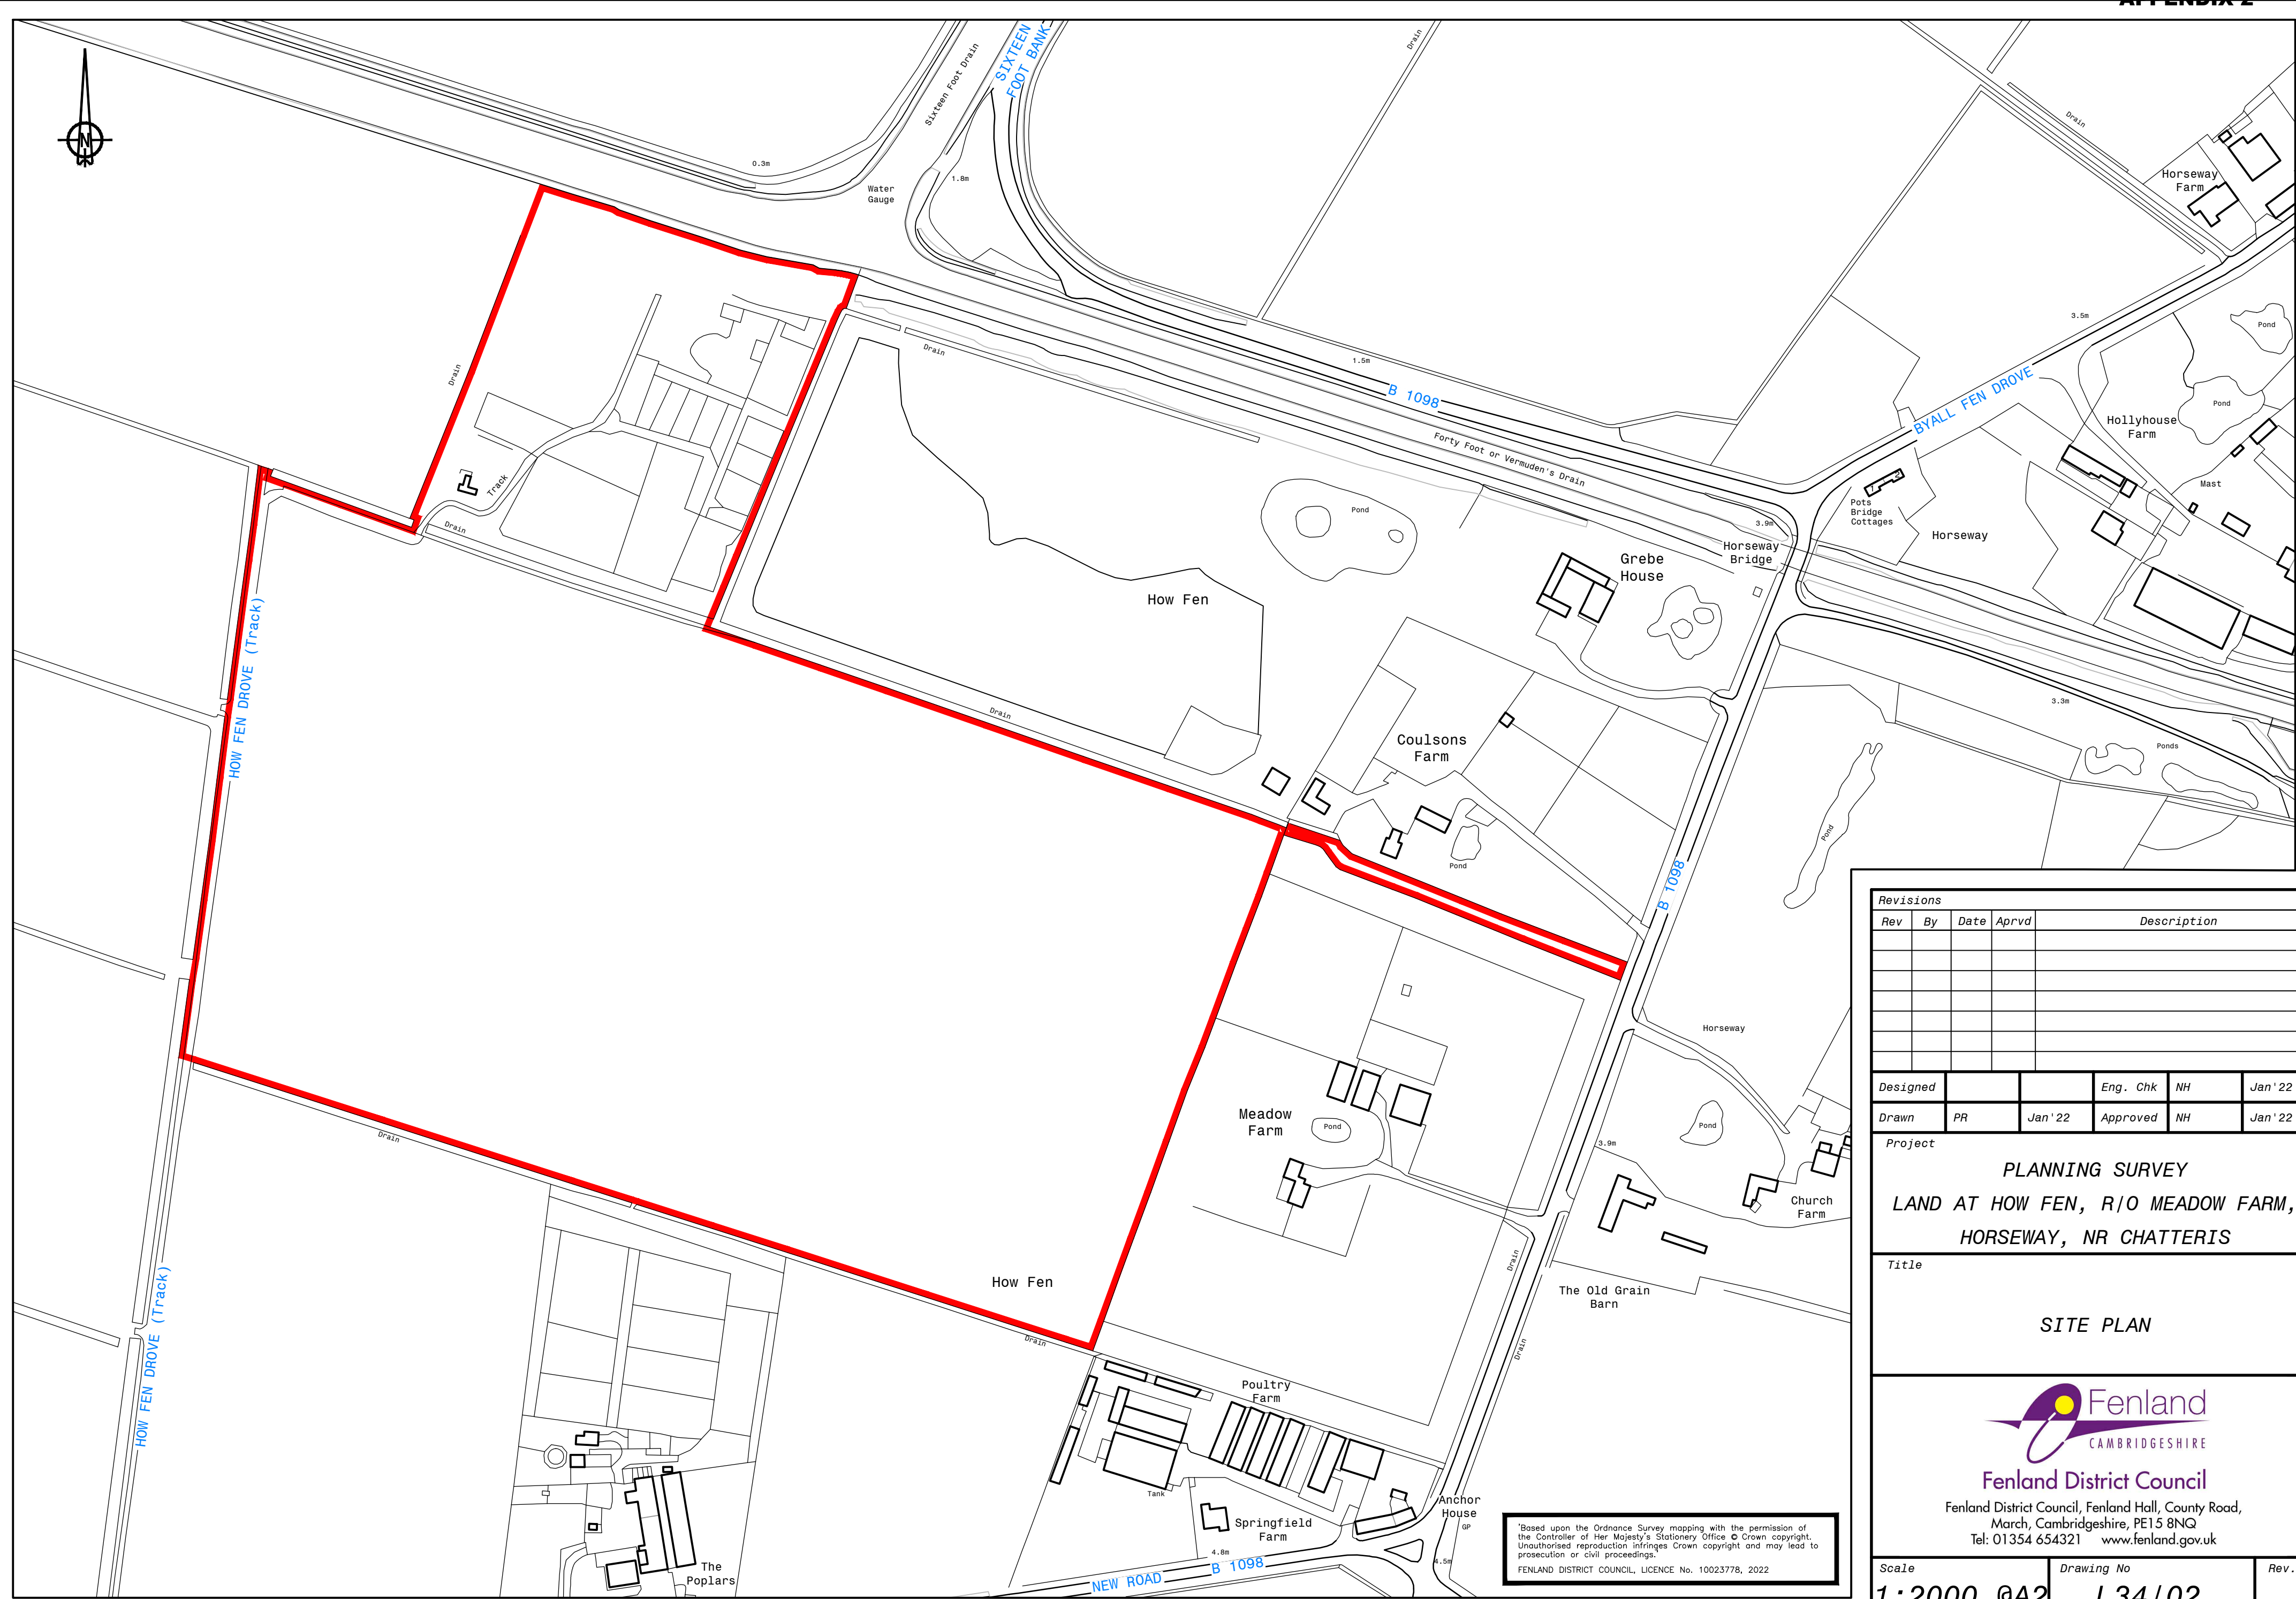 APPENDIX 2
SIXTEEN
FOOT BANK
Sixteen Foot Drain
Drain
Drain
N
0.3m
Water
Gauge
1.8m
Horseway
Farm
3.5m
Pond
Drain
Drain
1.5m
B 1098
BYALL FEN DROVE
Pond
Hollyhouse
Farm
Forty Foot or Vermuden's Drain
Track
Drain
Pond
Mast
1
2
Pots
Bridge
Cottages
3.9m
Horseway
Horseway
Bridge
Grebe
House
How Fen
HOW FEN DROVE (Track)
3.3m
Drain
Coulsons
Farm
Ponds
Pond
Pond
B 1098
Horseway
Meadow
Farm
Pond
Pond
Drain
3.9m
Church
Farm
Drain
The Old Grain
Barn
How Fen
HOW FEN DROVE (Track)
Drain
Drain
Poultry
Farm
Tank
Springfield
Farm
Anchor
House
GP
4.8m
4.5m
NEW ROAD
B 1098
The
Poplars
'Based upon the Ordnance Survey mapping with the permission of
the Controller of Her Majesty's Stationery Office © Crown copyright.
Unauthorised reproduction infringes Crown copyright and may lead to
prosecution or civil proceedings.'
FENLAND DISTRICT COUNCIL, LICENCE No. 10023778, 2022
Revisions
Rev By Date Aprvd Description
Designed Eng. Chk NH Jan'22
Drawn PR Jan'22 Approved NH Jan'22
Project
PLANNING SURVEY
LAND AT HOW FEN, R/O MEADOW FARM,
HORSEWAY, NR CHATTERIS
Title
SITE PLAN
Fenland
CAMBRIDGESHIRE
Fenland District Council
Fenland District Council, Fenland Hall, County Road,
March, Cambridgeshire, PE15 8NQ
Tel: 01354 654321 www.fenland.gov.uk
Scale Drawing No Rev.
1:2000 @A2 L34/02